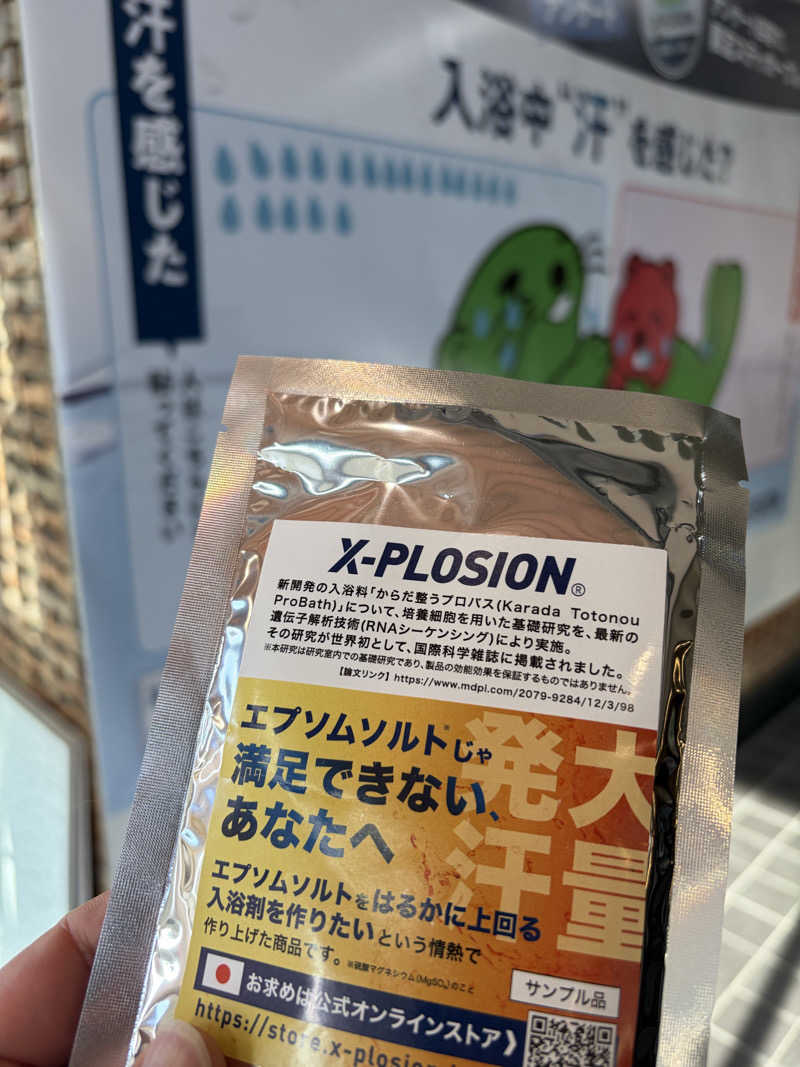 汗を感じた
入浴中“汗”を感じた?
X-PLOSION®
新開発の入浴料「からだ整うプロバス(Karada Totonou
ProBath)」について、培養細胞を用いた基礎研究を、最新の
遺伝子解析技術(RNAシーケンシング)により実施。
その研究が世界初として、国際科学雑誌に掲載されました。
※本研究は研究室内での基礎研究であり、製品の効能効果を保証するものではありません。
【論文リンク】https://www.mdpi.com/2079-9284/12/3/98
エプソムソルト※じゃ
満足できない、
あなたへ
大量
発汗
エプソムソルトをはるかに上回る
入浴剤を作りたいという情熱で
作り上げた商品です。※硫酸マグネシウム(MgSO₄)のこと
サンプル品
お求めは公式オンラインストア》
https://store.x-plosion